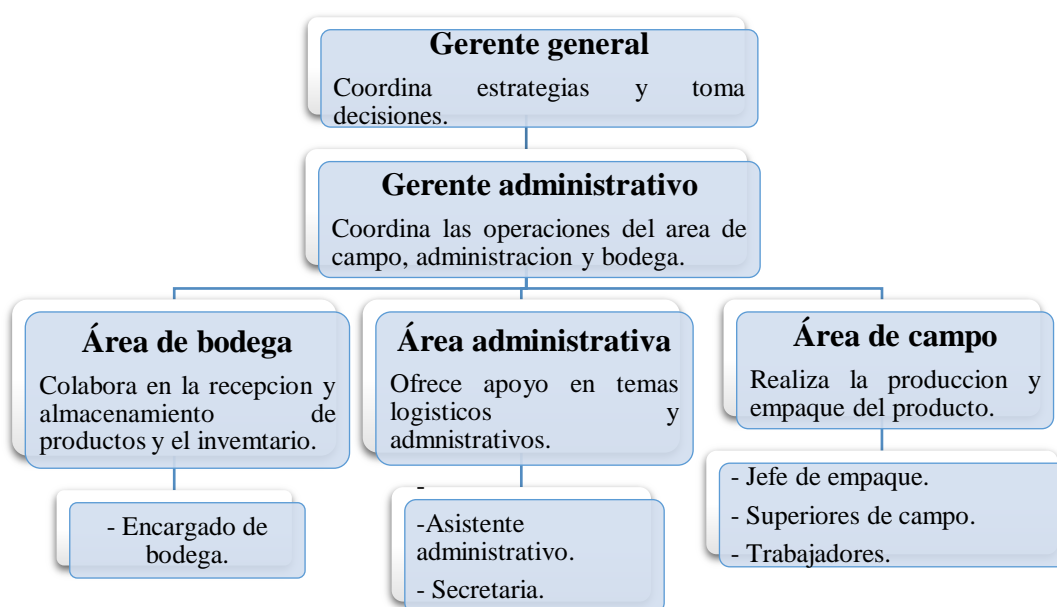 Gerente general
Coordina estrategias y toma
decisiones.
Gerente administrativo
Coordina las operaciones del area de
campo, administracion y bodega.
Área de bodega
Colabora en la recepcion y
almacenamiento de
productos y el invemtario.
- Encargado de
bodega.
Área administrativa
Ofrece apoyo en temas
logisticos y
admnistrativos.
-
-Asistente
administrativo.
- Secretaria.
Área de campo
Realiza la produccion y
empaque del producto.
- Jefe de empaque.
- Superiores de campo.
- Trabajadores.